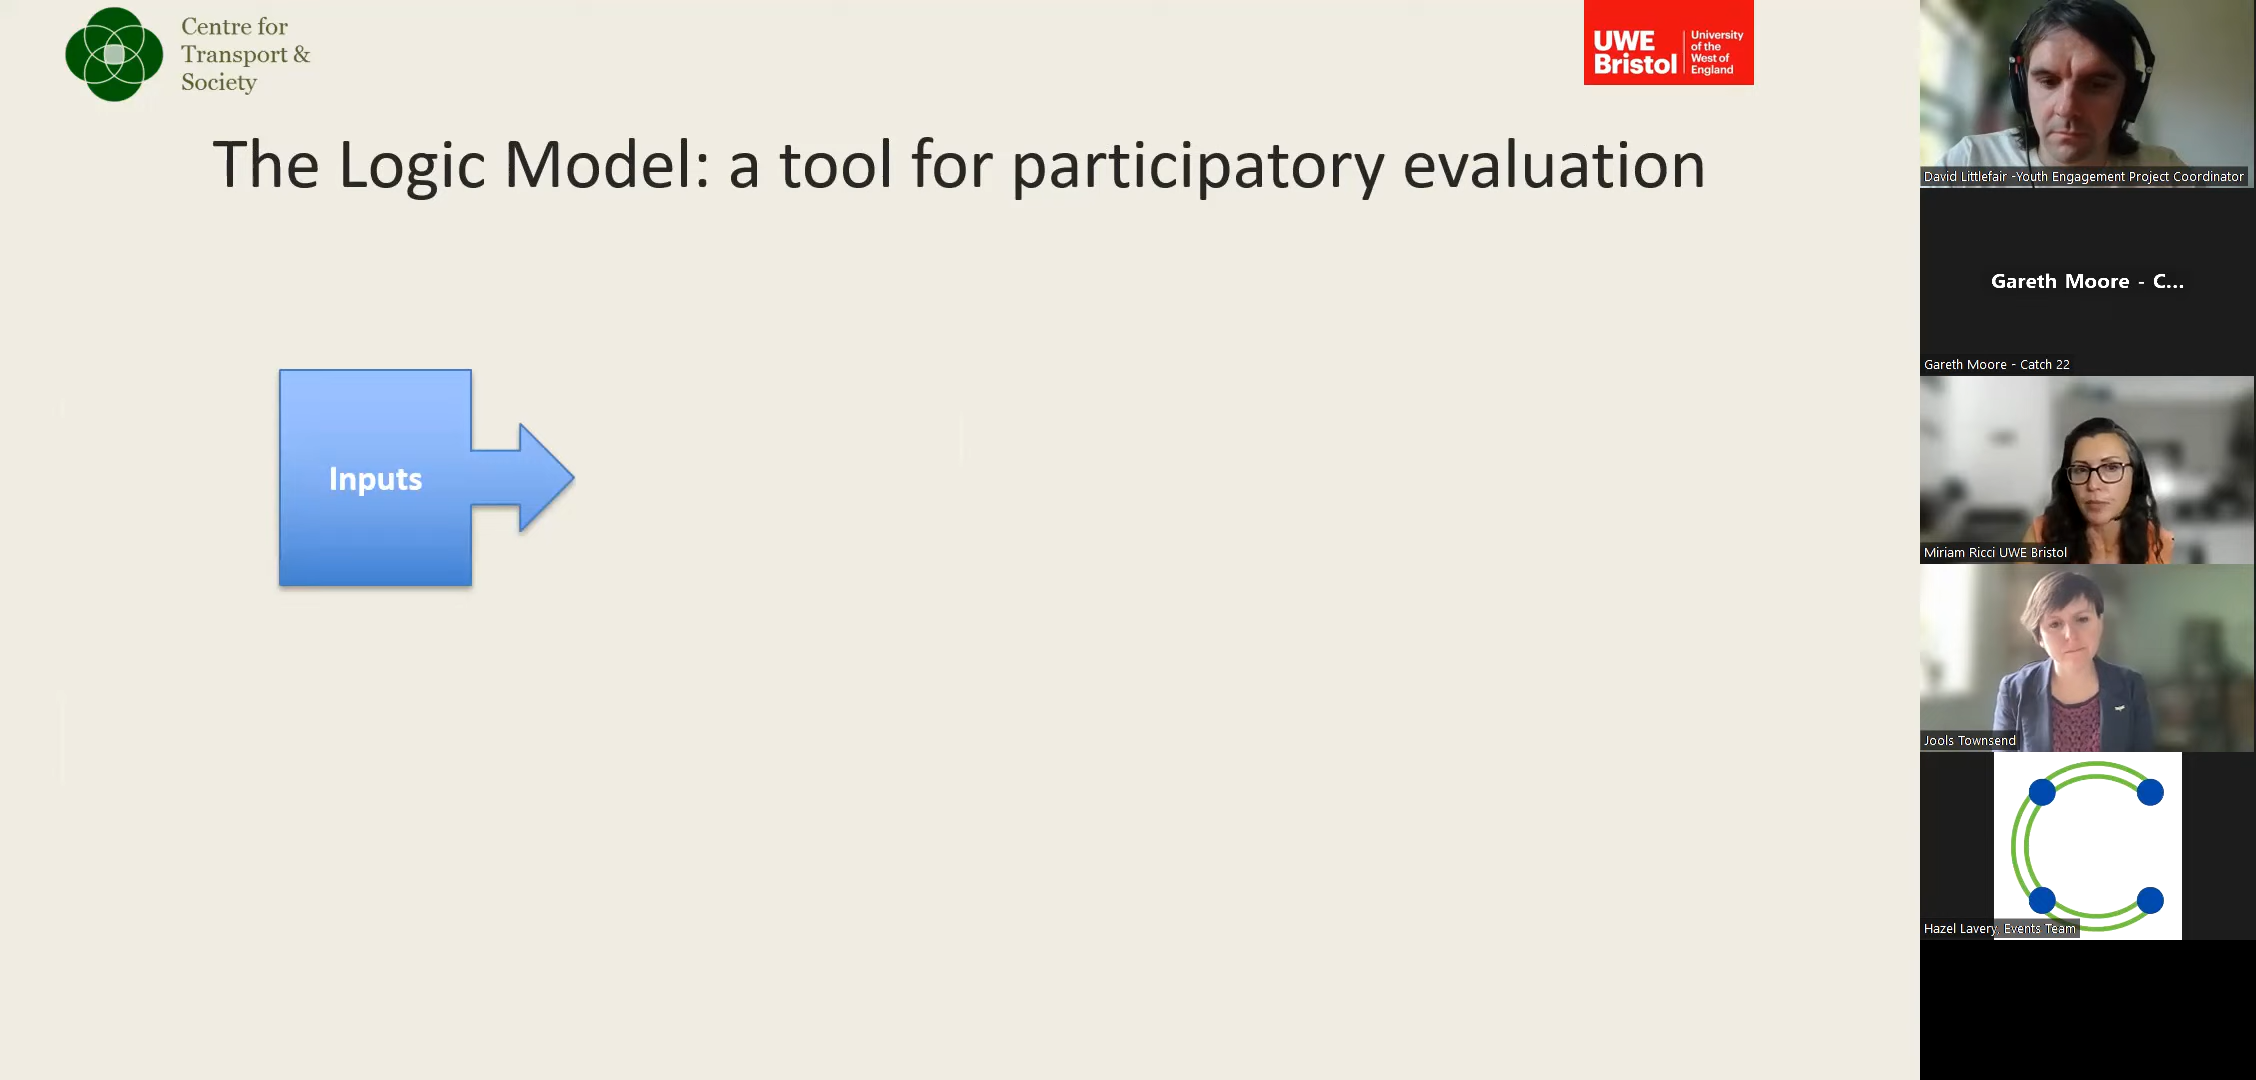 Centre for
Transport &
Society
UWE
Bristol
University
of the
West of
England
The Logic Model: a tool for participatory evaluation
Inputs
David Littlefair -Youth Engagement Project Coordinator
Gareth Moore - C...
Gareth Moore - Catch 22
Miriam Ricci UWE Bristol
Jools Townsend
Hazel Lavery, Events Team